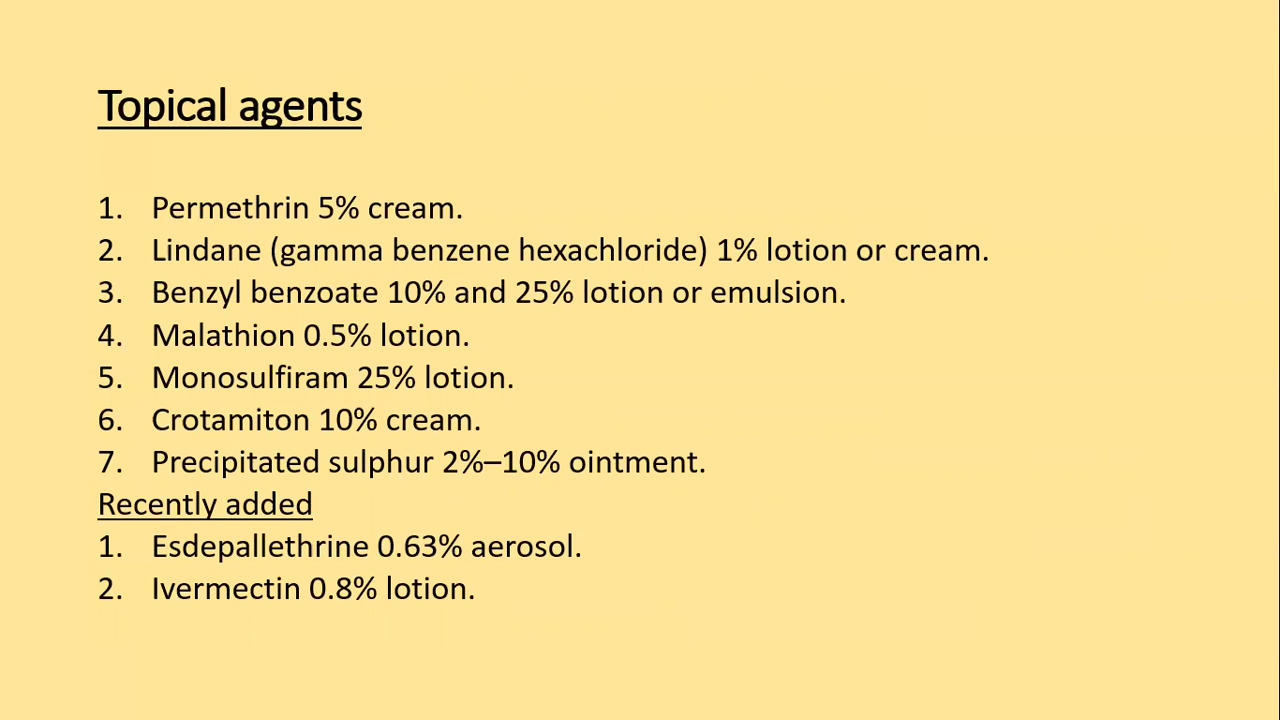 Topical agents
1. Permethrin 5% cream.
2. Lindane (gamma benzene hexachloride) 1% lotion or cream.
3. Benzyl benzoate 10% and 25% lotion or emulsion.
4. Malathion 0.5% lotion.
5. Monosulfiram 25% lotion.
6. Crotamiton 10% cream.
7. Precipitated sulphur 2%–10% ointment.
Recently added
1. Esdepallethrine 0.63% aerosol.
2. Ivermectin 0.8% lotion.